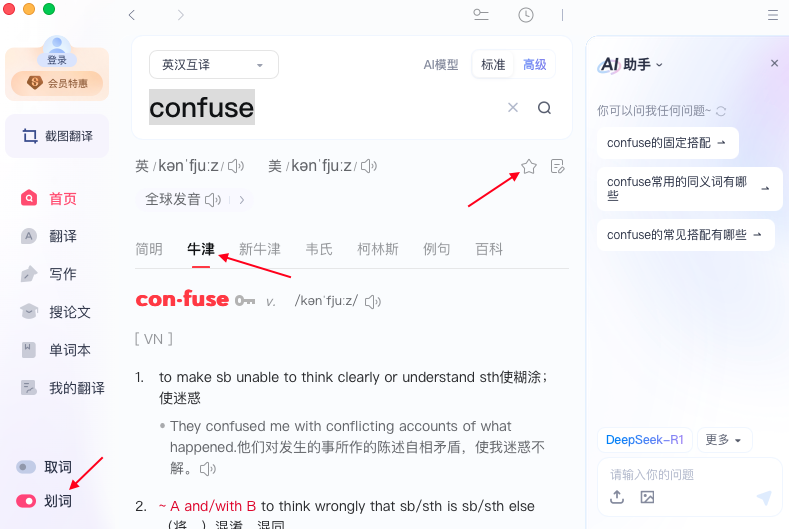 登录
会员特惠
截图翻译
首页
翻译
写作
搜论文
单词本
我的翻译
取词
划词
英汉互译
AI模型
标准
高级
confuse
英 /kənˈfjuːz/
美 /kənˈfjuːz/
全球发音
简明 牛津 新牛津 韦氏 柯林斯 例句 百科
con·fuse v. /kənˈfjuːz/
[ VN ]
1. to make sb unable to think clearly or understand sth使糊涂；
使迷惑
They confused me with conflicting accounts of what
happened.他们对发生的事所作的陈述自相矛盾，使我迷惑不
解。
2. ~ A and/with B to think wrongly that sb/sth is sb/sth else
（将…）混淆，混同
AI 助手
你可以问我任何问题~
confuse的固定搭配
confuse常用的同义词有哪
些
confuse的常见搭配有哪些
DeepSeek-R1
更多
请输入你的问题